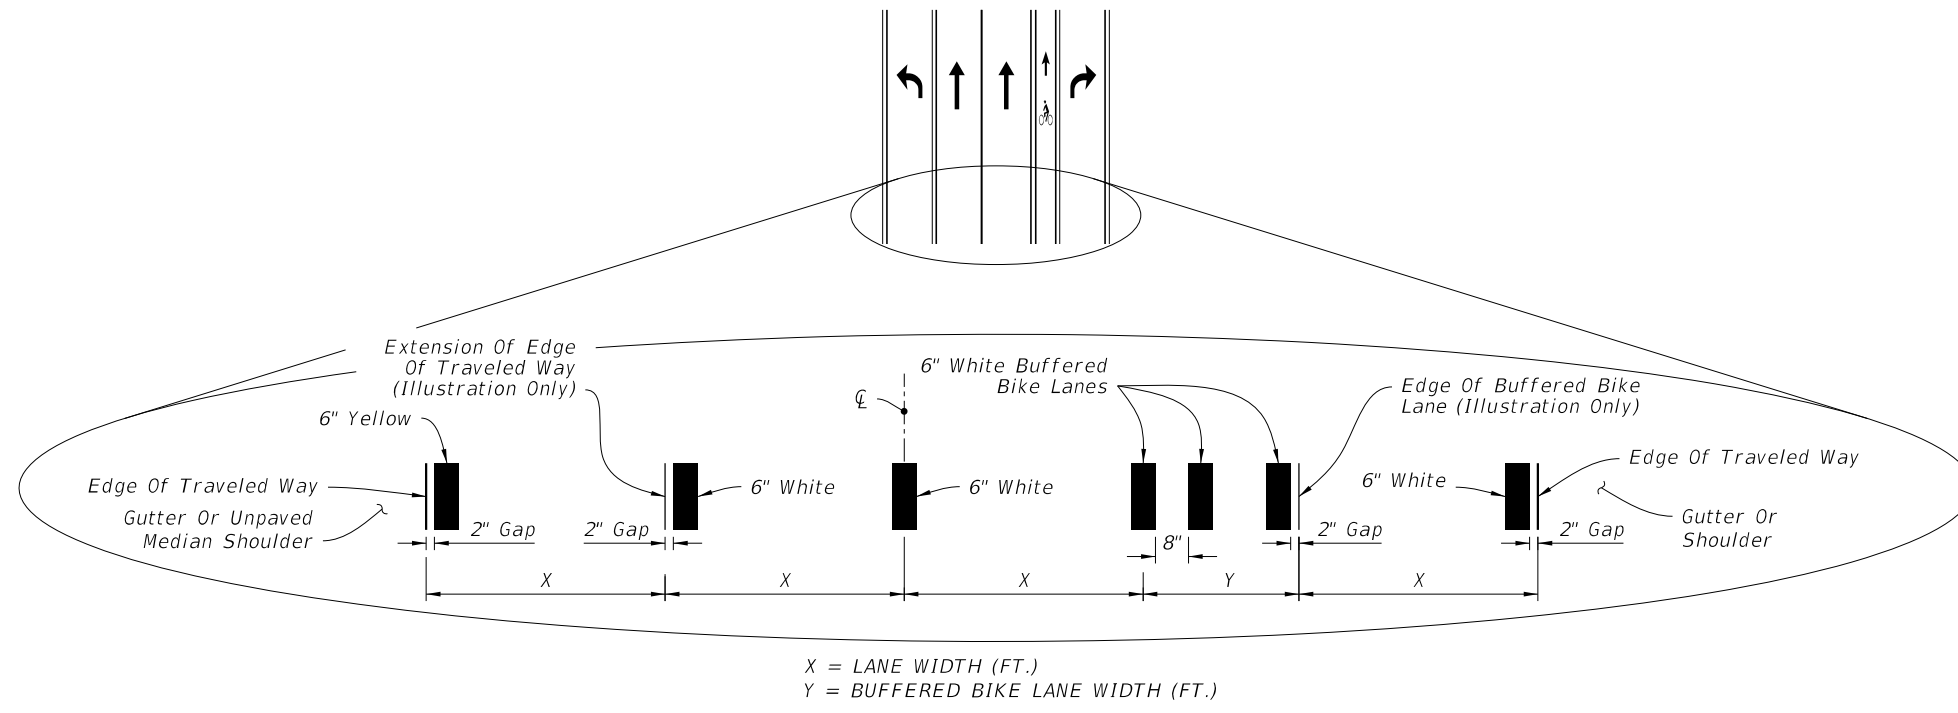 Extension Of Edge
Of Traveled Way
(Illustration Only)
6" White Buffered
Bike Lanes
℄
Edge Of Buffered Bike
Lane (Illustration Only)
6" Yellow
Edge Of Traveled Way
Gutter Or Unpaved
Median Shoulder
2" Gap
2" Gap
6" White
6" White
8"
2" Gap
6" White
2" Gap
Edge Of Traveled Way
Gutter Or
Shoulder
X
X
X
Y
X
X = LANE WIDTH (FT.)
Y = BUFFERED BIKE LANE WIDTH (FT.)